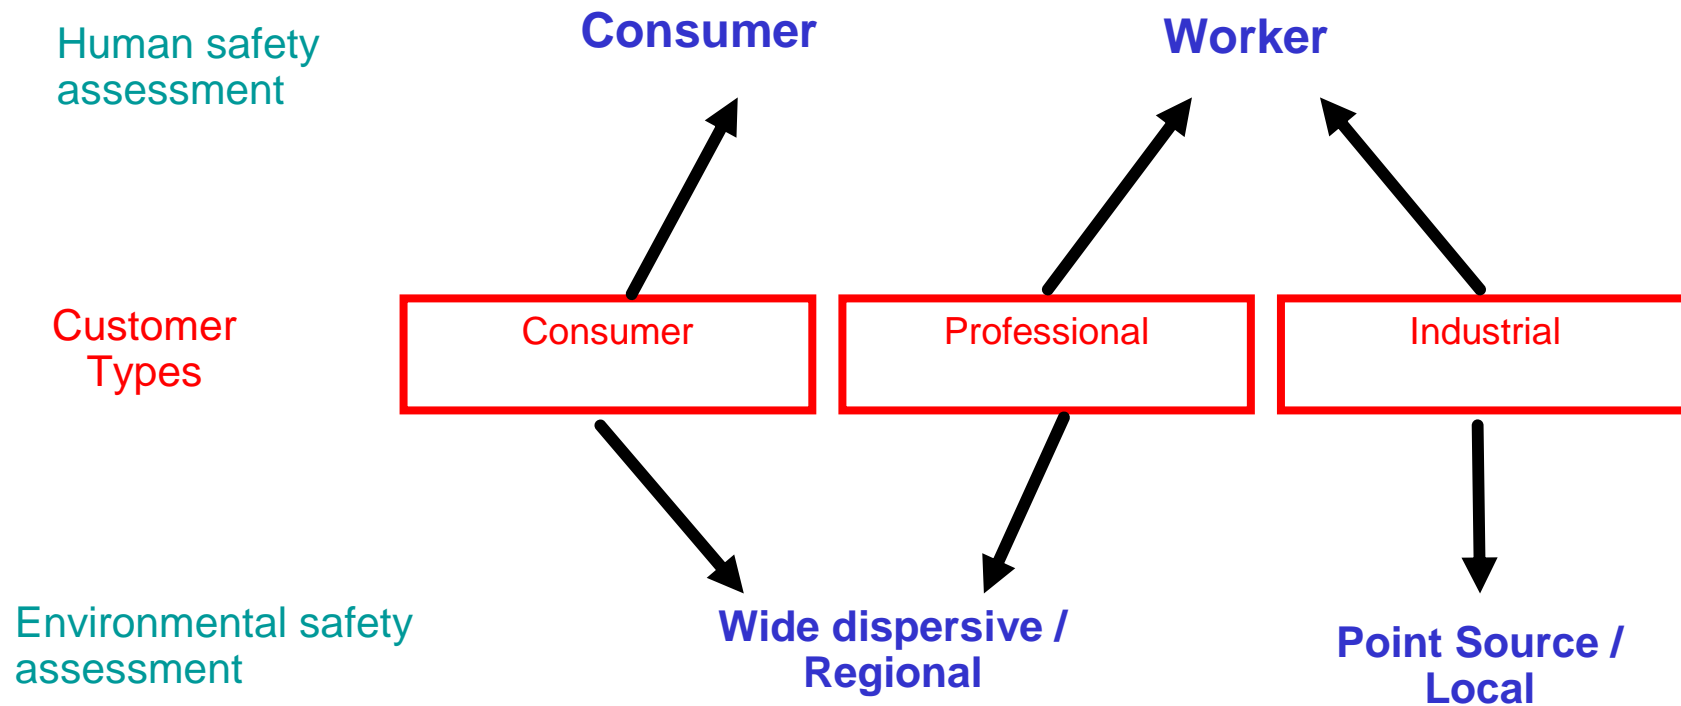 Human safety
assessment
Consumer
Worker
Customer
Types
Consumer
Professional
Industrial
Environmental safety
assessment
Wide dispersive /
Regional
Point Source /
Local